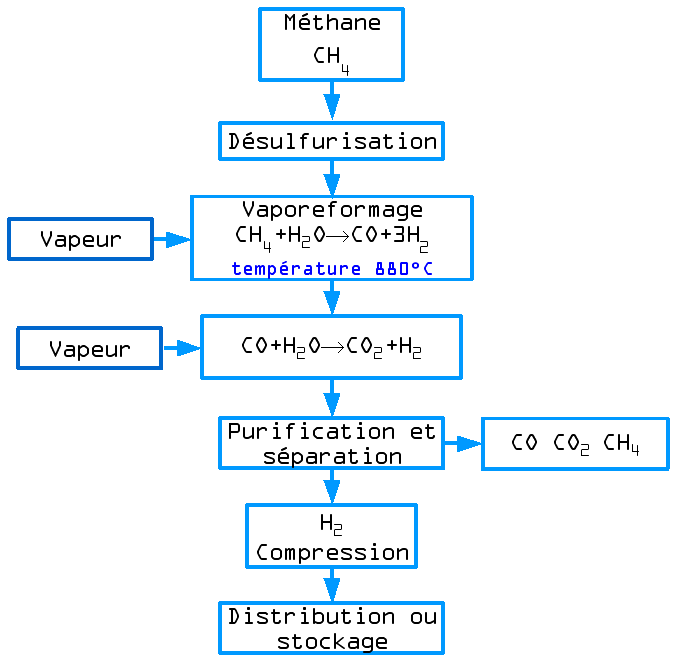 Méthane
CH₄
Désulfurisation
Vaporeformage
CH₄+H₂O→CO+3H₂
température 880°C
Vapeur
Vapeur
CO+H₂O→CO₂+H₂
Purification et
séparation
CO CO₂ CH₄
H₂
Compression
Distribution ou
stockage